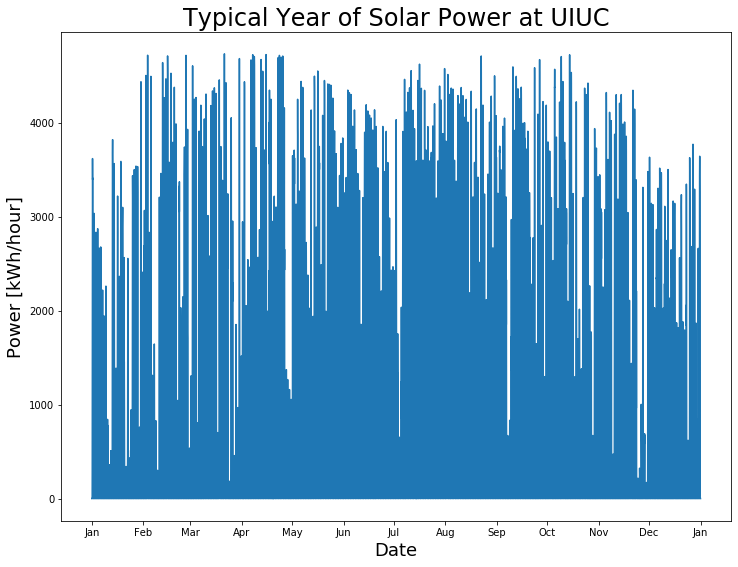 Typical Year of Solar Power at UIUC
Power [kWh/hour]
4000
3000
2000
1000
0
Jan Feb Mar Apr May Jun Jul Aug Sep Oct Nov Dec Jan
Date